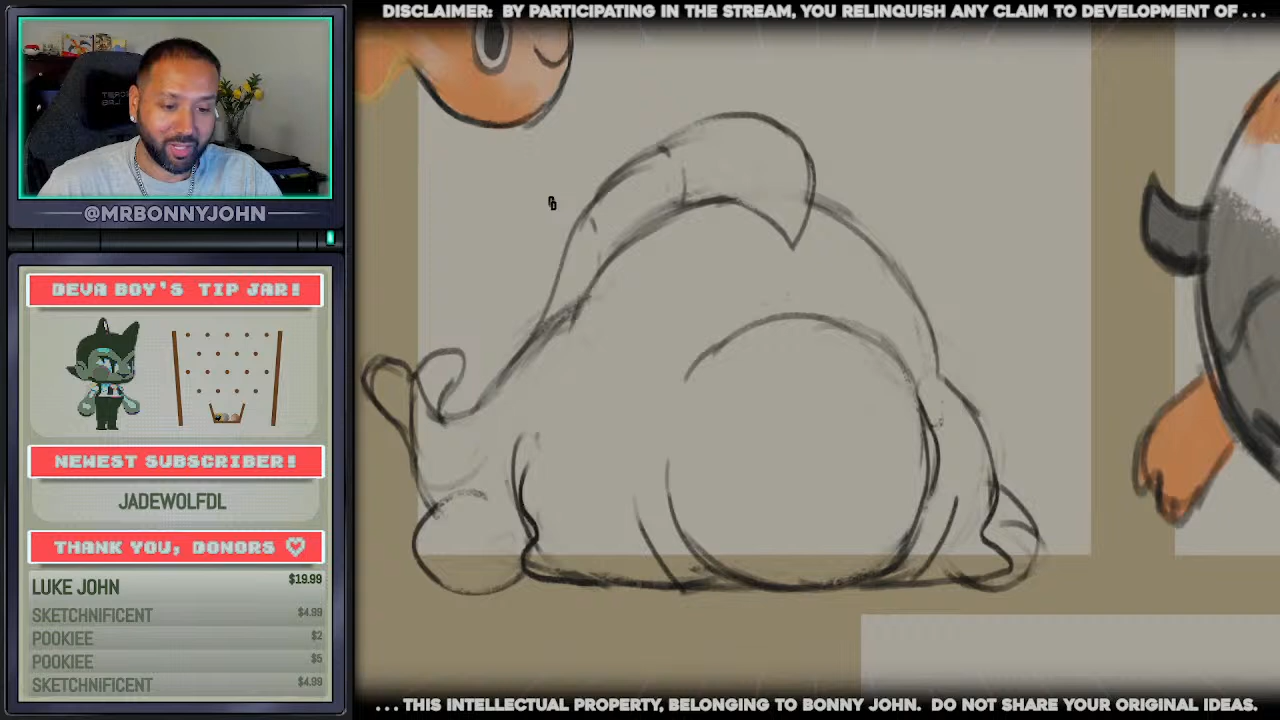 DISCLAIMER: BY PARTICIPATING IN THE STREAM, YOU RELINQUISH ANY CLAIM TO DEVELOPMENT OF . . .
@MRBONNYJOHN
DEVA BOY'S TIP JAR!
NEWEST SUBSCRIBER!
JADEWOLFDL
THANK YOU, DONORS ♡
LUKE JOHN $19.99
SKETCHNIFICENT $4.99
POOKIEE $2
POOKIEE $5
SKETCHNIFICENT $4.99
. . . THIS INTELLECTUAL PROPERTY, BELONGING TO BONNY JOHN. DO NOT SHARE YOUR ORIGINAL IDEAS.